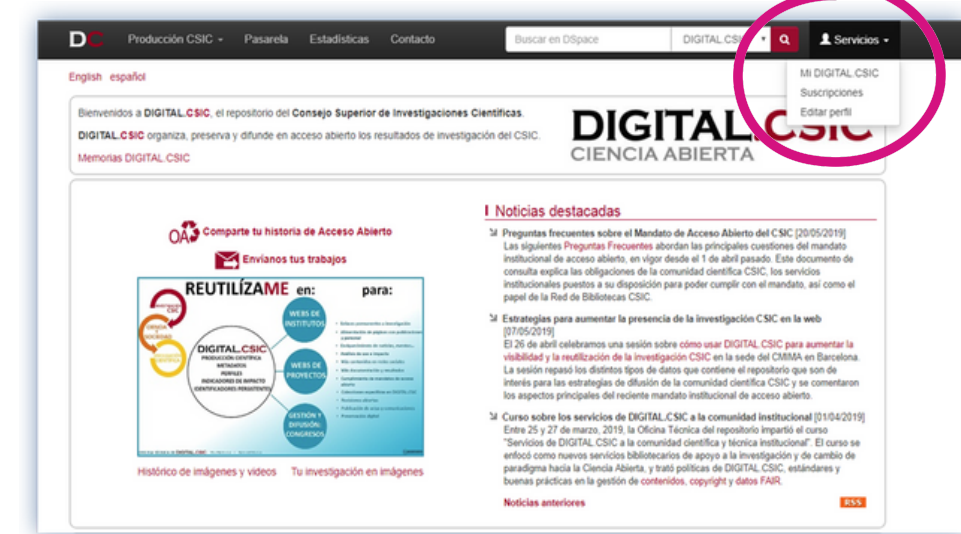 DC Producción CSIC Pasarela Estadísticas Contacto Buscar en DSpace DIGITAL.CSIC Servicios
Mi DIGITAL.CSIC
Suscripciones
Editar perfil
English español
Bienvenidos a DIGITAL.CSIC, el repositorio del Consejo Superior de Investigaciones Científicas.
DIGITAL.CSIC organiza, preserva y difunde en acceso abierto los resultados de investigación del CSIC.
Memorias DIGITAL.CSIC
DIGITAL.CSIC
CIENCIA ABIERTA
OA Comparte tu historia de Acceso Abierto
Envíanos tus trabajos
REUTILÍZAME en: para:
WEBS DE
INSTITUTOS
CIENCIA
Y
SOCIEDAD
DIGITAL.CSIC
PRODUCCIÓN CIENTÍFICA
METADATOS
PERFILES
INDICADORES DE IMPACTO
IDENTIFICADORES PERSISTENTES
WEBS DE
PROYECTOS
GESTIÓN Y
DIFUSIÓN:
CONGRESOS
Histórico de imágenes y videos Tu investigación en imágenes
Noticias destacadas
Preguntas frecuentes sobre el Mandato de Acceso Abierto del CSIC [20/05/2019]
Las siguientes Preguntas Frecuentes abordan las principales cuestiones del mandato
institucional de acceso abierto, en vigor desde el 1 de abril pasado. Este documento de
consulta explica las obligaciones de la comunidad científica CSIC, los servicios
institucionales puestos a su disposición para poder cumplir con el mandato, así como el
papel de la Red de Bibliotecas CSIC.
Estrategias para aumentar la presencia de la investigación CSIC en la web
[07/05/2019]
El 26 de abril celebramos una sesión sobre cómo usar DIGITAL.CSIC para aumentar la
visibilidad y la reutilización de la investigación CSIC en la sede del CMIMA en Barcelona.
La sesión repasó los distintos tipos de datos que contiene el repositorio que son de
interés para las estrategias de difusión de la comunidad científica CSIC y se comentaron
los aspectos principales del reciente mandato institucional de acceso abierto.
Curso sobre los servicios de DIGITAL.CSIC a la comunidad institucional [01/04/2019]
Entre 25 y 27 de marzo, 2019, la Oficina Técnica del repositorio impartió el curso
"Servicios de DIGITAL.CSIC a la comunidad científica y técnica institucional". El curso se
enfocó como nuevos servicios bibliotecarios de apoyo a la investigación y de cambio de
paradigma hacia la Ciencia Abierta, y trató políticas de DIGITAL.CSIC, estándares y
buenas prácticas en la gestión de contenidos, copyright y datos FAIR.
Noticias anteriores RSS